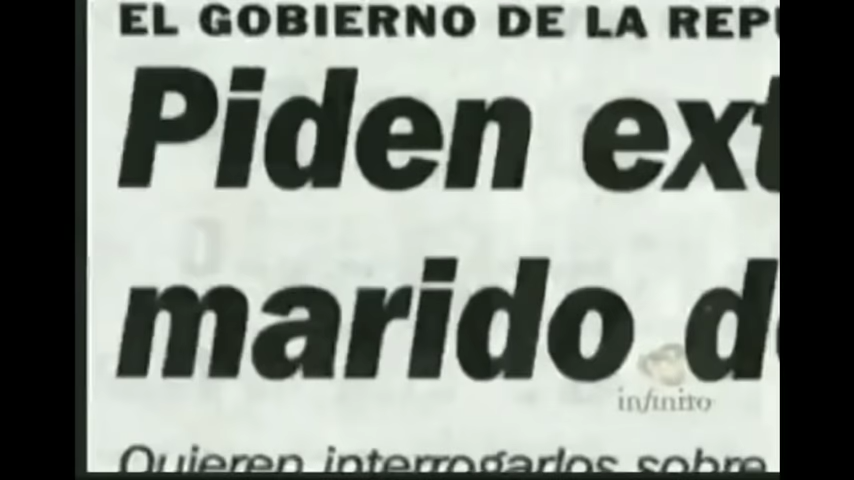 EL GOBIERNO DE LA REP
Piden ext
marido d
infinito
Quieren interrogarlos sobre